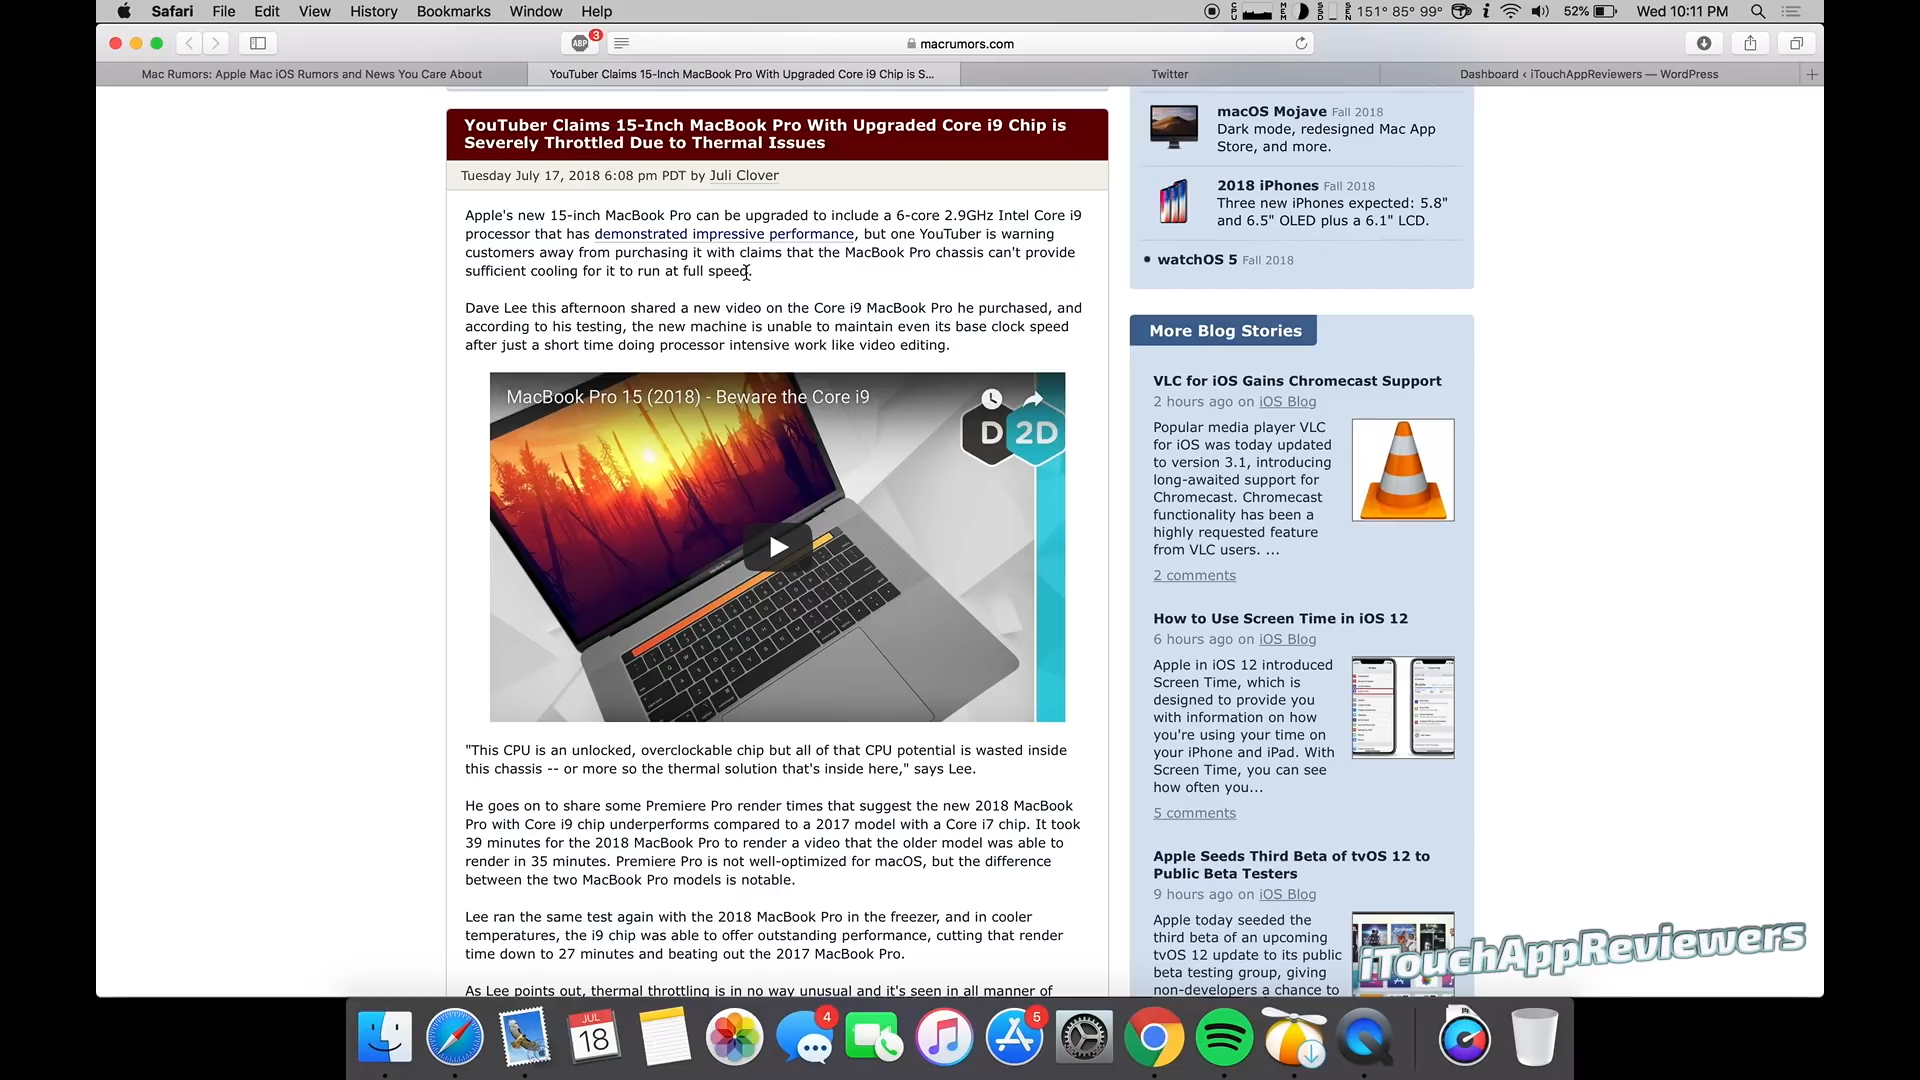 Safari File Edit View History Bookmarks Window Help
151° 85° 99° 52% Wed 10:11 PM
ABP 3 macrumors.com
Mac Rumors: Apple Mac iOS Rumors and News You Care About
YouTuber Claims 15-Inch MacBook Pro With Upgraded Core i9 Chip is S...
Twitter
Dashboard ‹ iTouchAppReviewers — WordPress
YouTuber Claims 15-Inch MacBook Pro With Upgraded Core i9 Chip is
Severely Throttled Due to Thermal Issues
Tuesday July 17, 2018 6:08 pm PDT by Juli Clover
Apple's new 15-inch MacBook Pro can be upgraded to include a 6-core 2.9GHz Intel Core i9
processor that has demonstrated impressive performance, but one YouTuber is warning
customers away from purchasing it with claims that the MacBook Pro chassis can't provide
sufficient cooling for it to run at full speed.
Dave Lee this afternoon shared a new video on the Core i9 MacBook Pro he purchased, and
according to his testing, the new machine is unable to maintain even its base clock speed
after just a short time doing processor intensive work like video editing.
MacBook Pro 15 (2018) - Beware the Core i9
D 2D
"This CPU is an unlocked, overclockable chip but all of that CPU potential is wasted inside
this chassis -- or more so the thermal solution that's inside here," says Lee.
He goes on to share some Premiere Pro render times that suggest the new 2018 MacBook
Pro with Core i9 chip underperforms compared to a 2017 model with a Core i7 chip. It took
39 minutes for the 2018 MacBook Pro to render a video that the older model was able to
render in 35 minutes. Premiere Pro is not well-optimized for macOS, but the difference
between the two MacBook Pro models is notable.
Lee ran the same test again with the 2018 MacBook Pro in the freezer, and in cooler
temperatures, the i9 chip was able to offer outstanding performance, cutting that render
time down to 27 minutes and beating out the 2017 MacBook Pro.
As Lee points out, thermal throttling is in no way unusual and it's seen in all manner of
macOS Mojave Fall 2018
Dark mode, redesigned Mac App
Store, and more.
2018 iPhones Fall 2018
Three new iPhones expected: 5.8"
and 6.5" OLED plus a 6.1" LCD.
• watchOS 5 Fall 2018
More Blog Stories
VLC for iOS Gains Chromecast Support
2 hours ago on iOS Blog
Popular media player VLC
for iOS was today updated
to version 3.1, introducing
long-awaited support for
Chromecast. Chromecast
functionality has been a
highly requested feature
from VLC users. ...
2 comments
How to Use Screen Time in iOS 12
6 hours ago on iOS Blog
Apple in iOS 12 introduced
Screen Time, which is
designed to provide you
with information on how
you're using your time on
your iPhone and iPad. With
Screen Time, you can see
how often you...
5 comments
Apple Seeds Third Beta of tvOS 12 to
Public Beta Testers
9 hours ago on iOS Blog
Apple today seeded the
third beta of an upcoming
tvOS 12 update to its public
beta testing group, giving
non-developers a chance to
iTouchAppReviewers
JUL
18
4
5